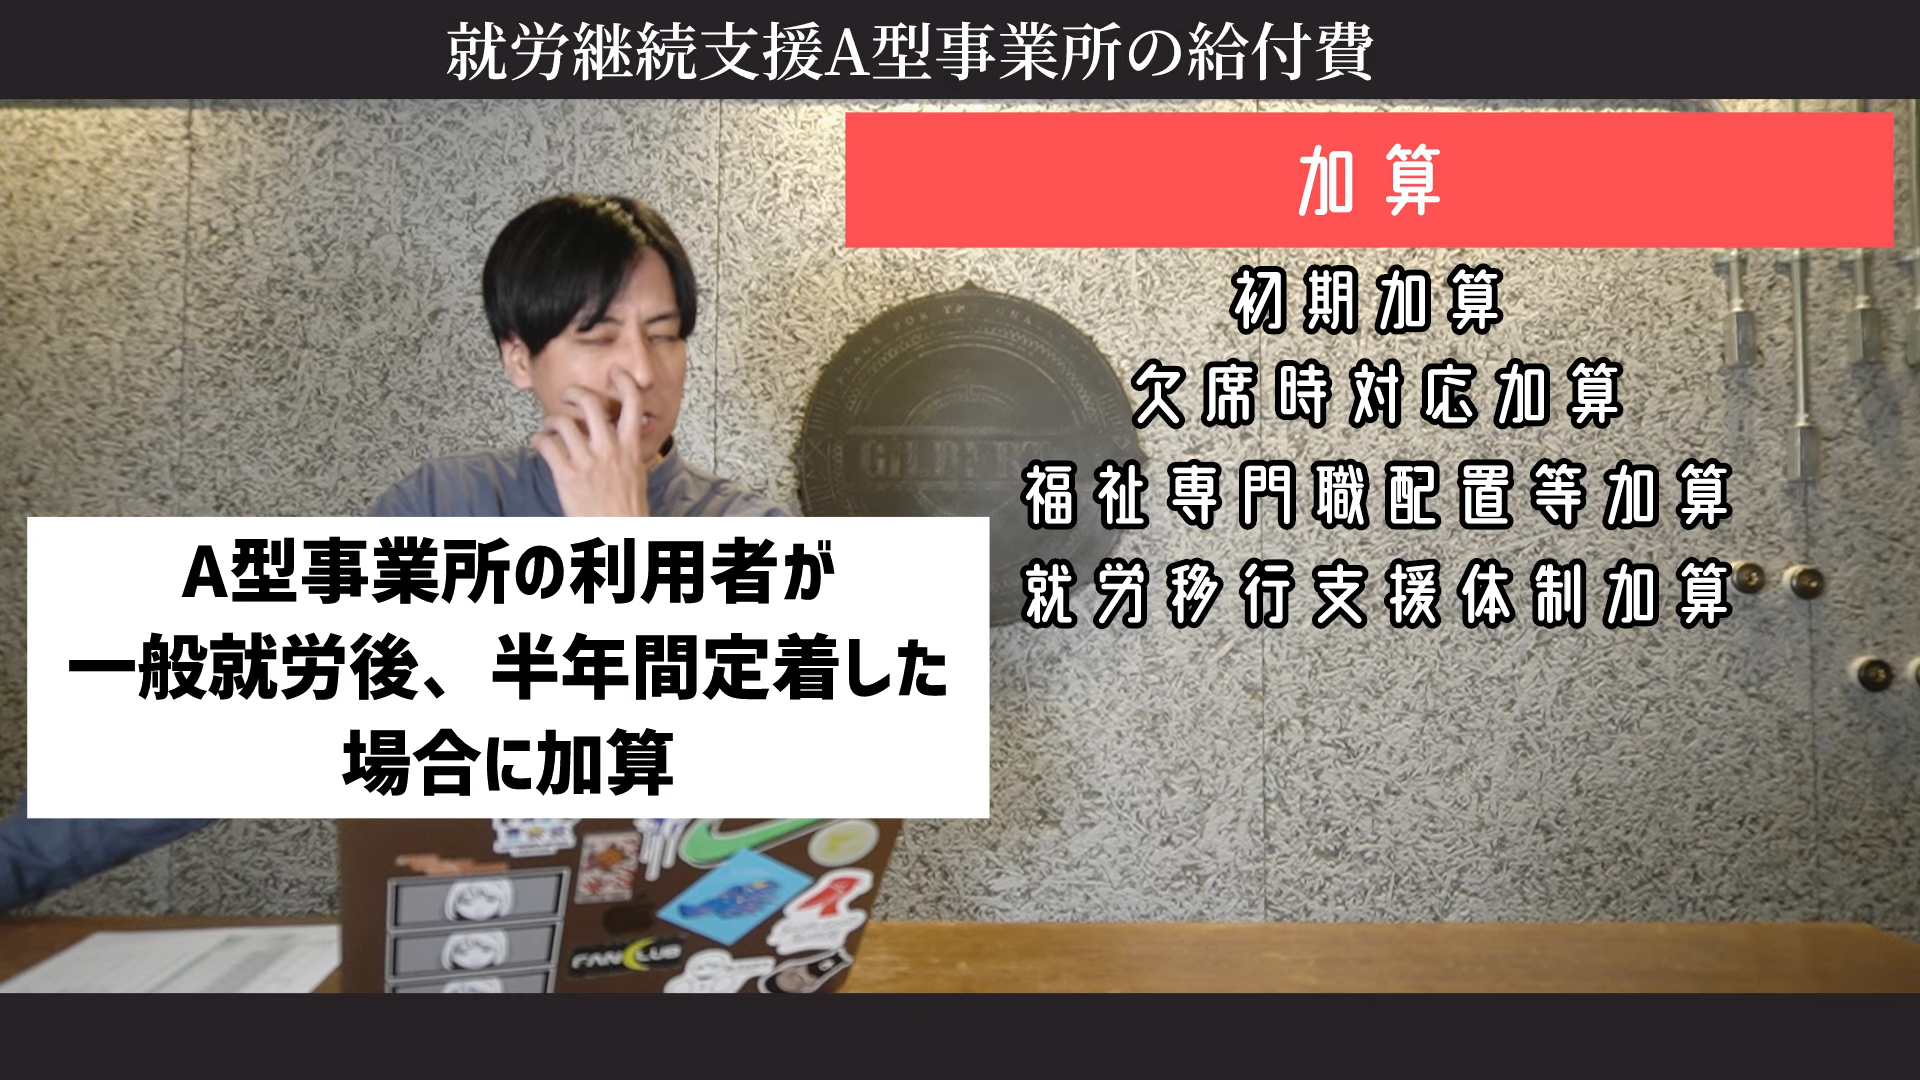 就労継続支援A型事業所の給付費
加算
初期加算
欠席時対応加算
福祉専門職配置等加算
就労移行支援体制加算
A型事業所の利用者が
一般就労後、半年間定着した
場合に加算
FANCLUB